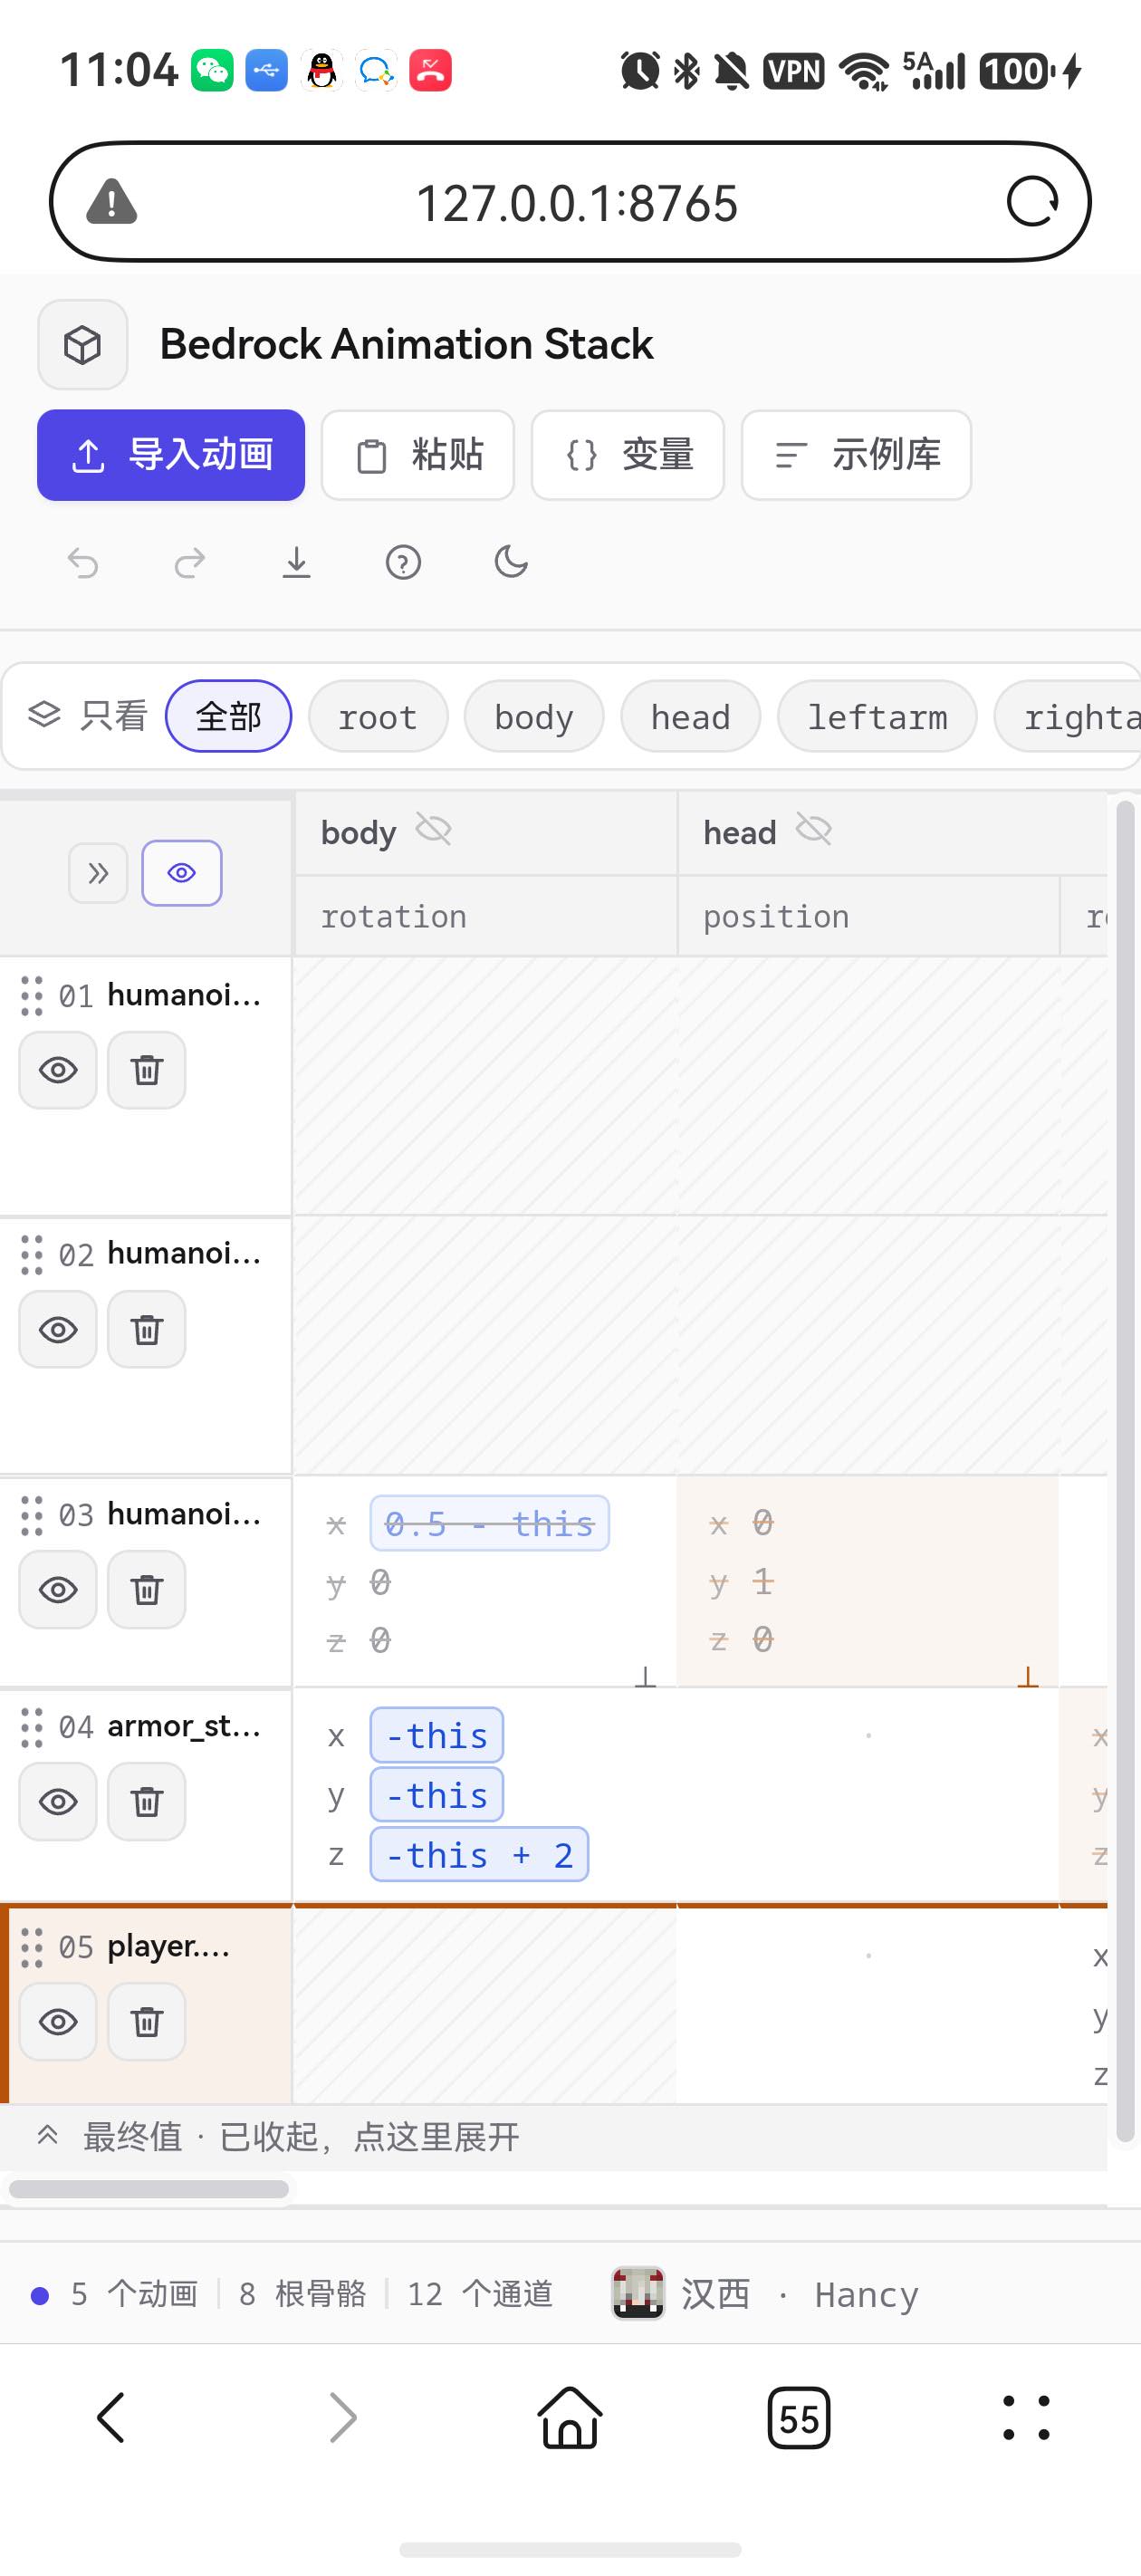 11:04 VPN 5A 100
127.0.0.1:8765
Bedrock Animation Stack
导入动画 粘贴 {} 变量 示例库
只看 全部 root body head leftarm righta
body head
rotation position
01 humanoi...
02 humanoi...
03 humanoi...
x 0.5 - this x 0
y 0 y 1
z 0 z 0
04 armor_st...
x -this x
y -this y
z -this + 2 z
05 player....
x
y
z
最终值 · 已收起，点这里展开
5 个动画 8 根骨骼 12 个通道 汉西 · Hancy
55